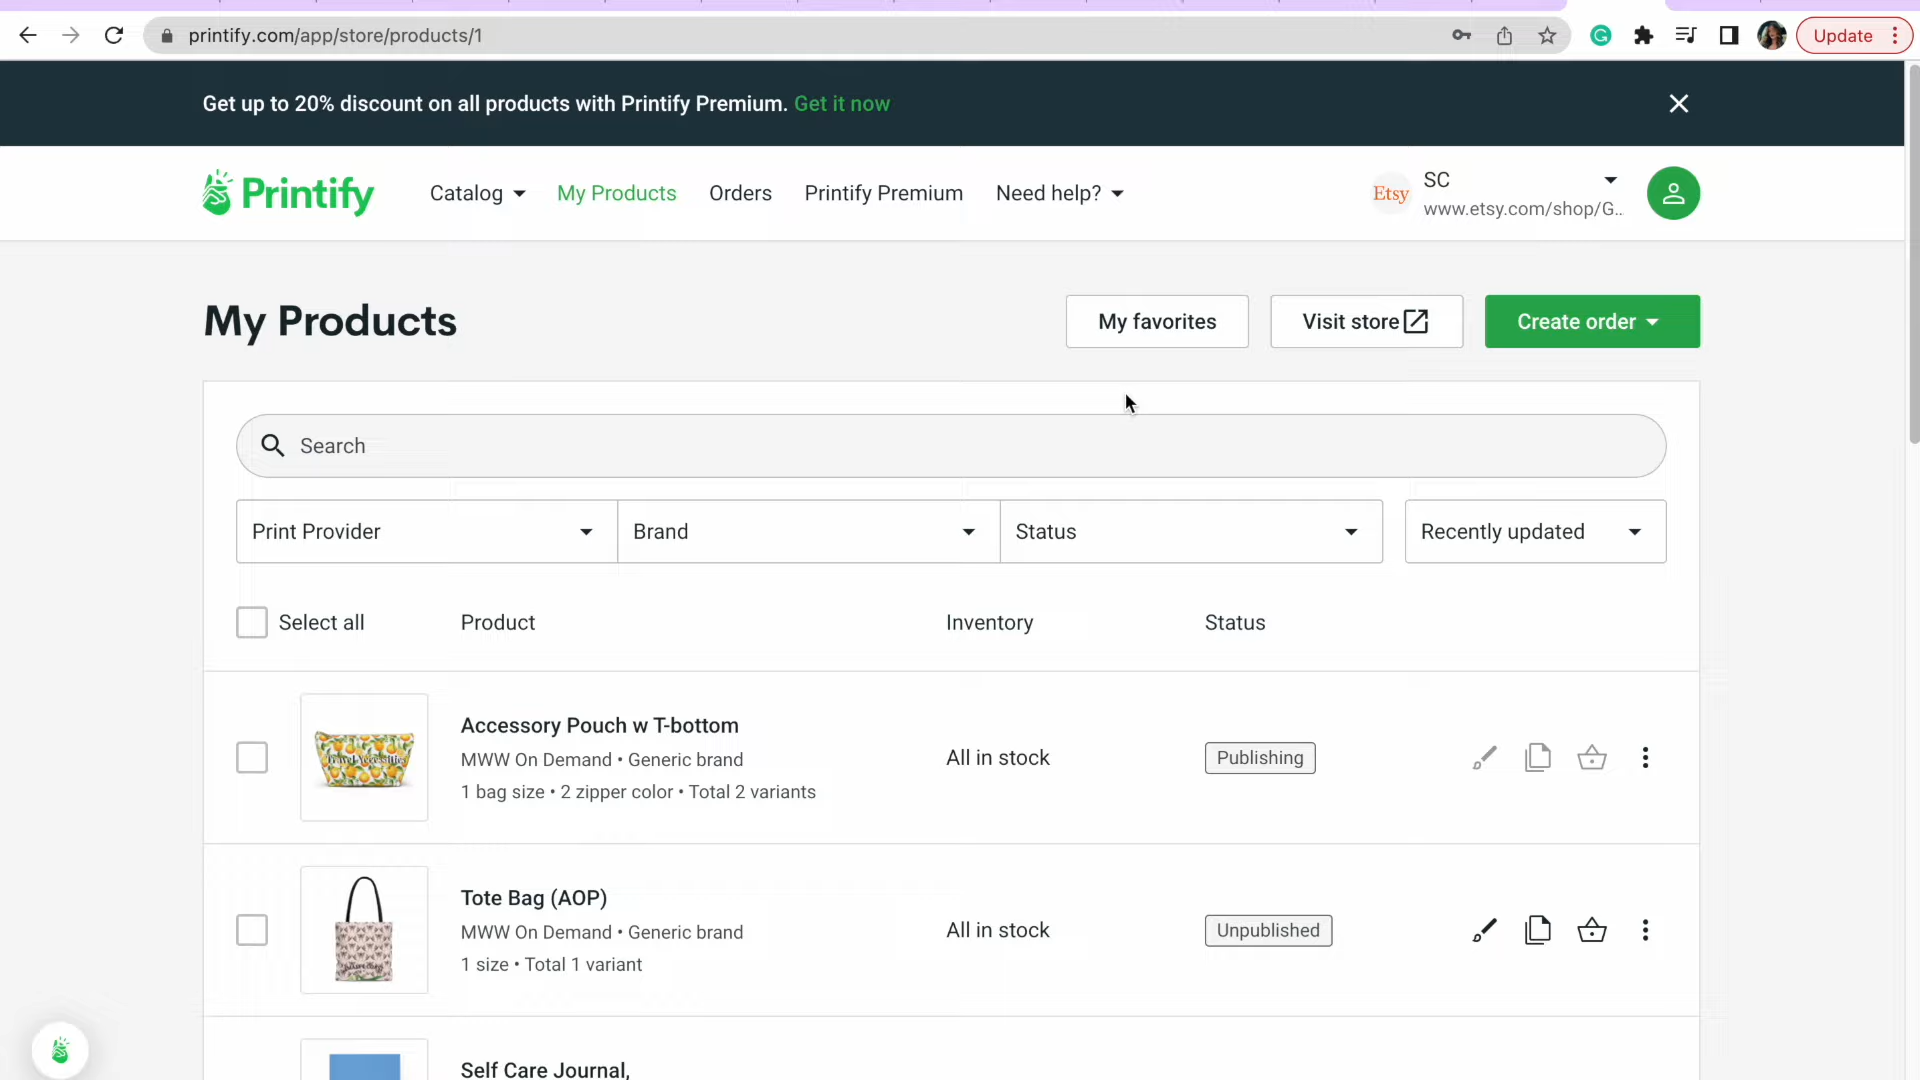 printify.com/app/store/products/1
Update
Get up to 20% discount on all products with Printify Premium. Get it now
Printify
Catalog
My Products
Orders
Printify Premium
Need help?
Etsy
SC
www.etsy.com/shop/G...
My Products
My favorites
Visit store
Create order
Search
Print Provider
Brand
Status
Recently updated
Select all
Product
Inventory
Status
Accessory Pouch w T-bottom
MWW On Demand • Generic brand
1 bag size • 2 zipper color • Total 2 variants
All in stock
Publishing
Tote Bag (AOP)
MWW On Demand • Generic brand
1 size • Total 1 variant
All in stock
Unpublished
Self Care Journal,